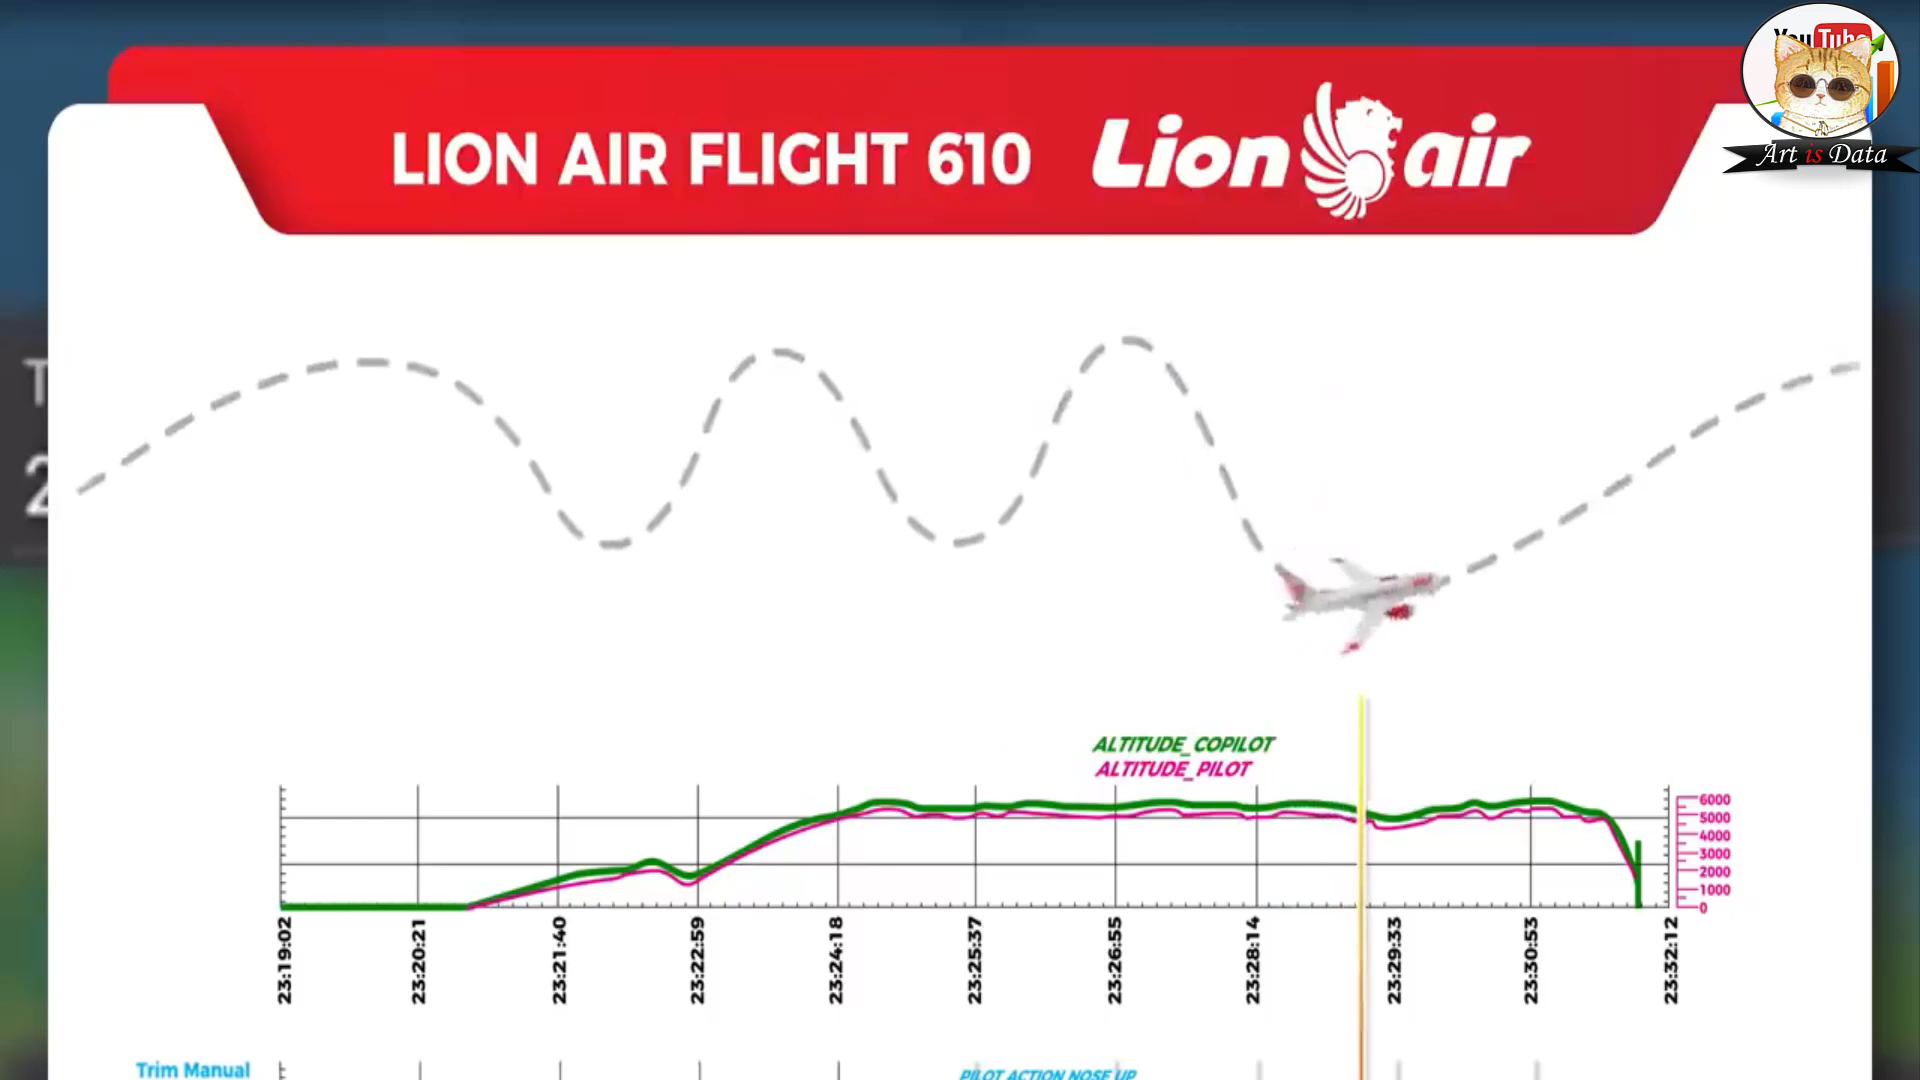 You Tube
Art is Data
LION AIR FLIGHT 610
Lion air
T
2
ALTITUDE_COPILOT
ALTITUDE_PILOT
6000
5000
4000
3000
2000
1000
0
23:19:02
23:20:21
23:21:40
23:22:59
23:24:18
23:25:37
23:26:55
23:28:14
23:29:33
23:30:53
23:32:12
Trim Manual
PILOT ACTION NOSE UP